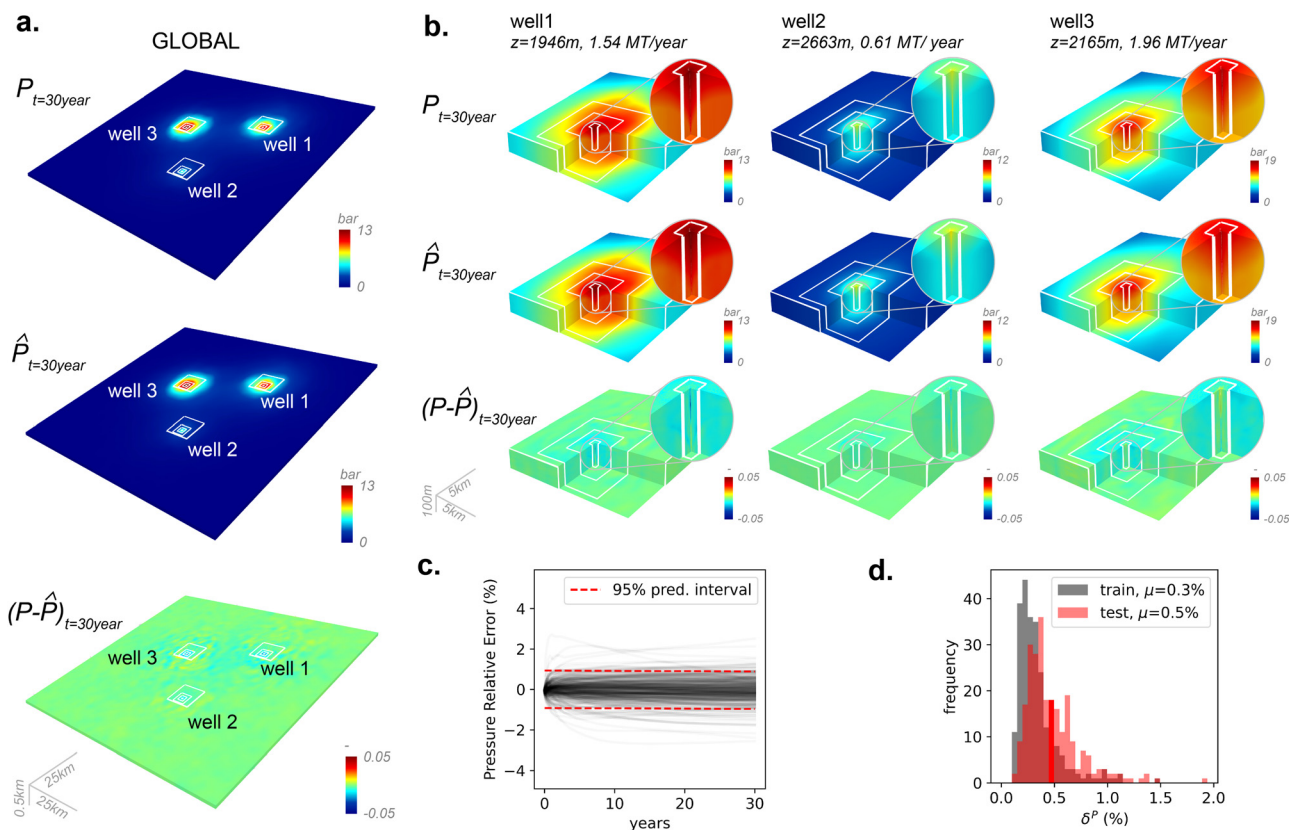 a.
GLOBAL
P t=30year
well 3
well 1
well 2
bar
13
0
P̂ t=30year
well 3
well 1
well 2
bar
13
0
(P-P̂) t=30year
well 3
well 1
well 2
0.5km
25km
25km
-
0.05
-0.05
b.
well1
z=1946m, 1.54 MT/year
well2
z=2663m, 0.61 MT/ year
well3
z=2165m, 1.96 MT/year
P t=30year
bar
13
0
bar
12
0
bar
19
0
P̂ t=30year
bar
13
0
bar
12
0
bar
19
0
(P-P̂) t=30year
100m
5km
5km
-
0.05
-0.05
-
0.05
-0.05
-
0.05
-0.05
c.
Pressure Relative Error (%)
4
2
0
−2
−4
95% pred. interval
0
10
20
30
years
d.
frequency
40
30
20
10
0
train, μ=0.3%
test, μ=0.5%
0.0
0.5
1.0
1.5
2.0
δᴾ (%)